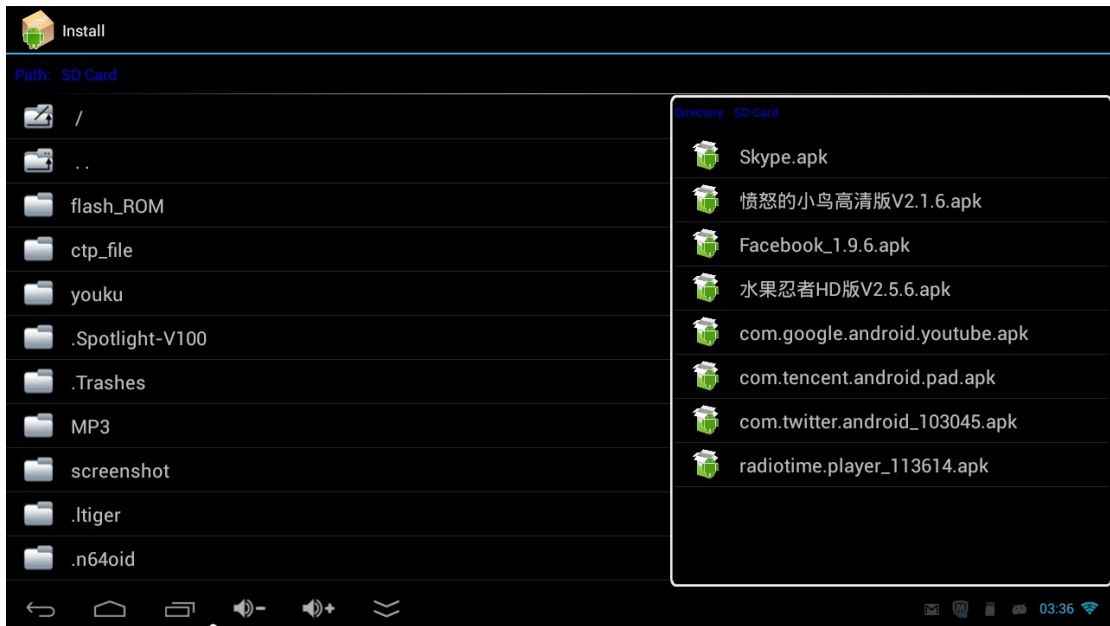 Install
Path: SD Card
/
..
flash_ROM
ctp_file
youku
.Spotlight-V100
.Trashes
MP3
screenshot
.ltiger
.n64oid
Directory: SD Card
Skype.apk
愤怒的小鸟高清版V2.1.6.apk
Facebook_1.9.6.apk
水果忍者HD版V2.5.6.apk
com.google.android.youtube.apk
com.tencent.android.pad.apk
com.twitter.android_103045.apk
radiotime.player_113614.apk
03:36